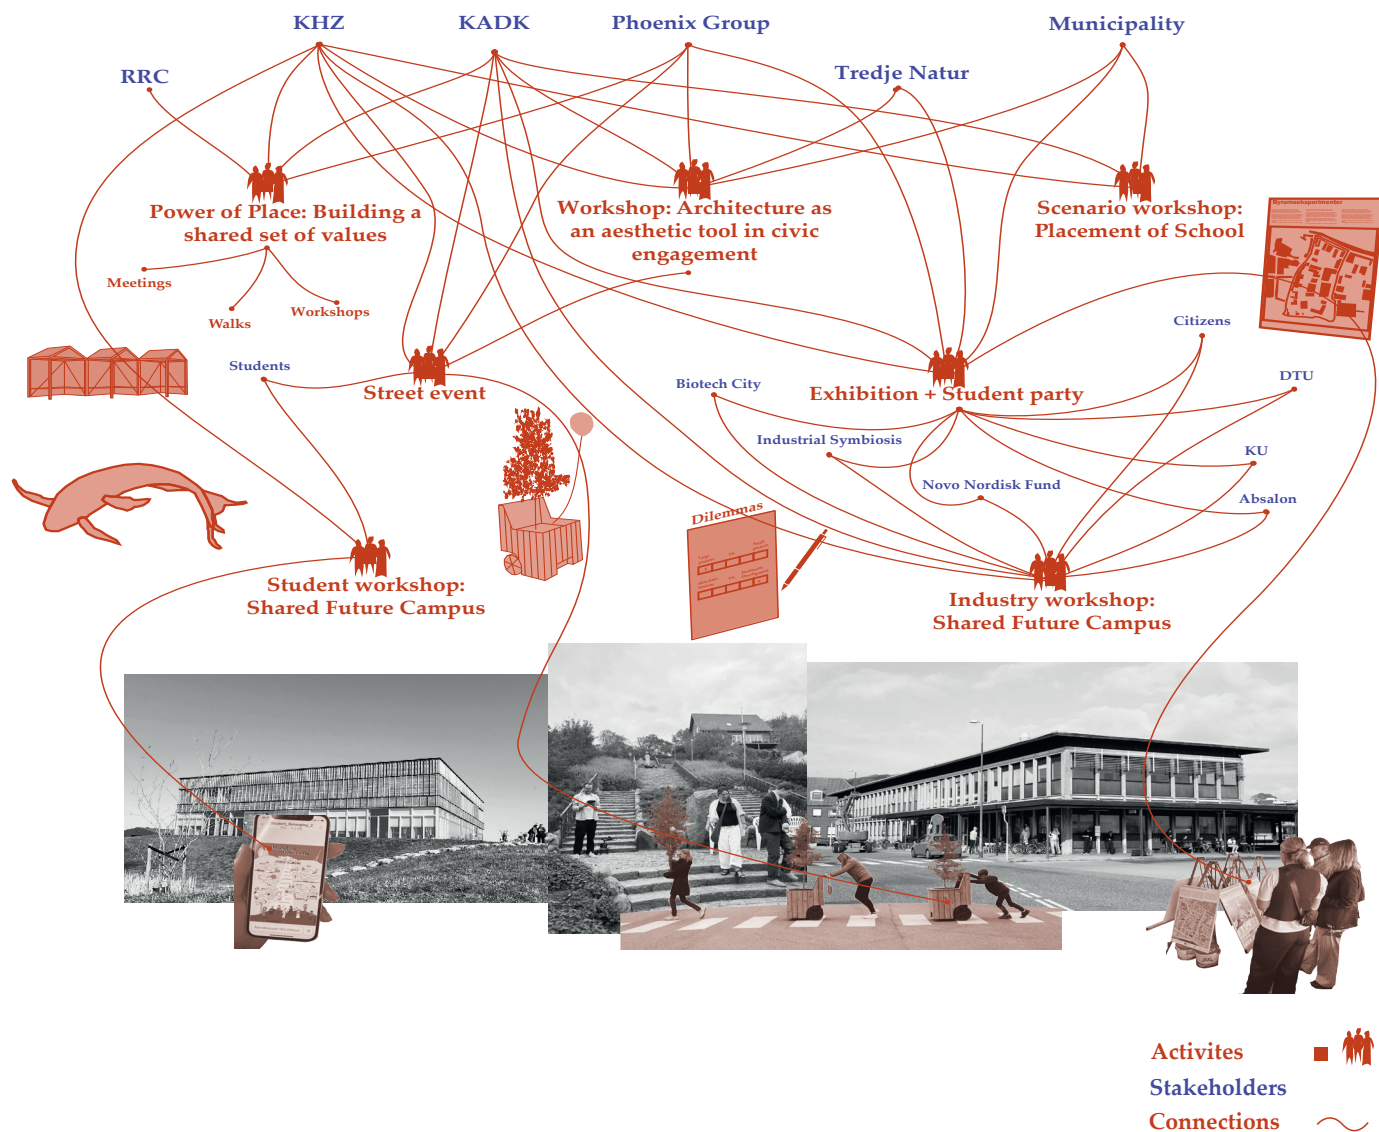 KHZ
KADK
Phoenix Group
Municipality
RRC
Tredje Natur
Power of Place: Building a
shared set of values
Workshop: Architecture as
an aesthetic tool in civic
engagement
Scenario workshop:
Placement of School
Byrumseksperimenter
Meetings
Walks
Workshops
Citizens
Students
Street event
Biotech City
Exhibition + Student party
DTU
Industrial Symbiosis
KU
Novo Nordisk Fund
Absalon
Dilemmas
Student workshop:
Shared Future Campus
Industry workshop:
Shared Future Campus
Activites
Stakeholders
Connections